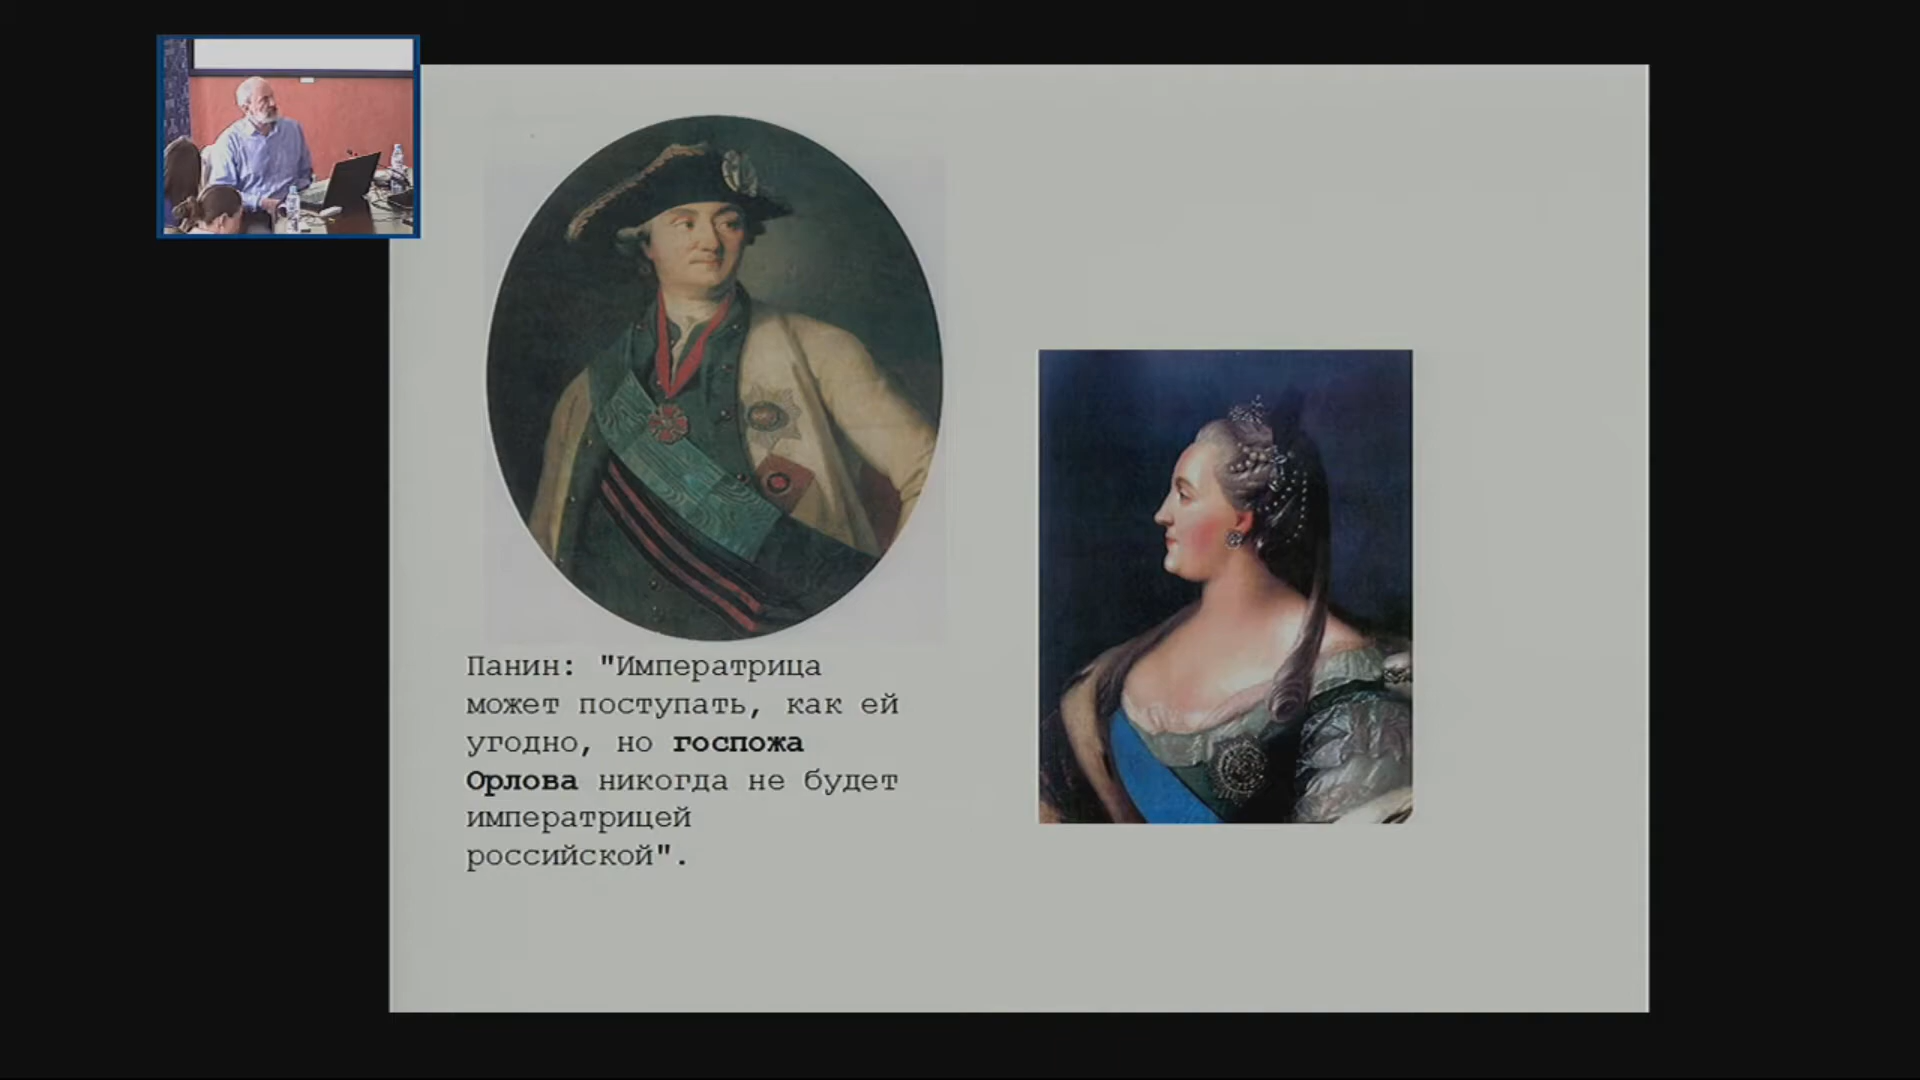 Панин: "Императрица
может поступать, как ей
угодно, но госпожа
Орлова никогда не будет
императрицей
российской".